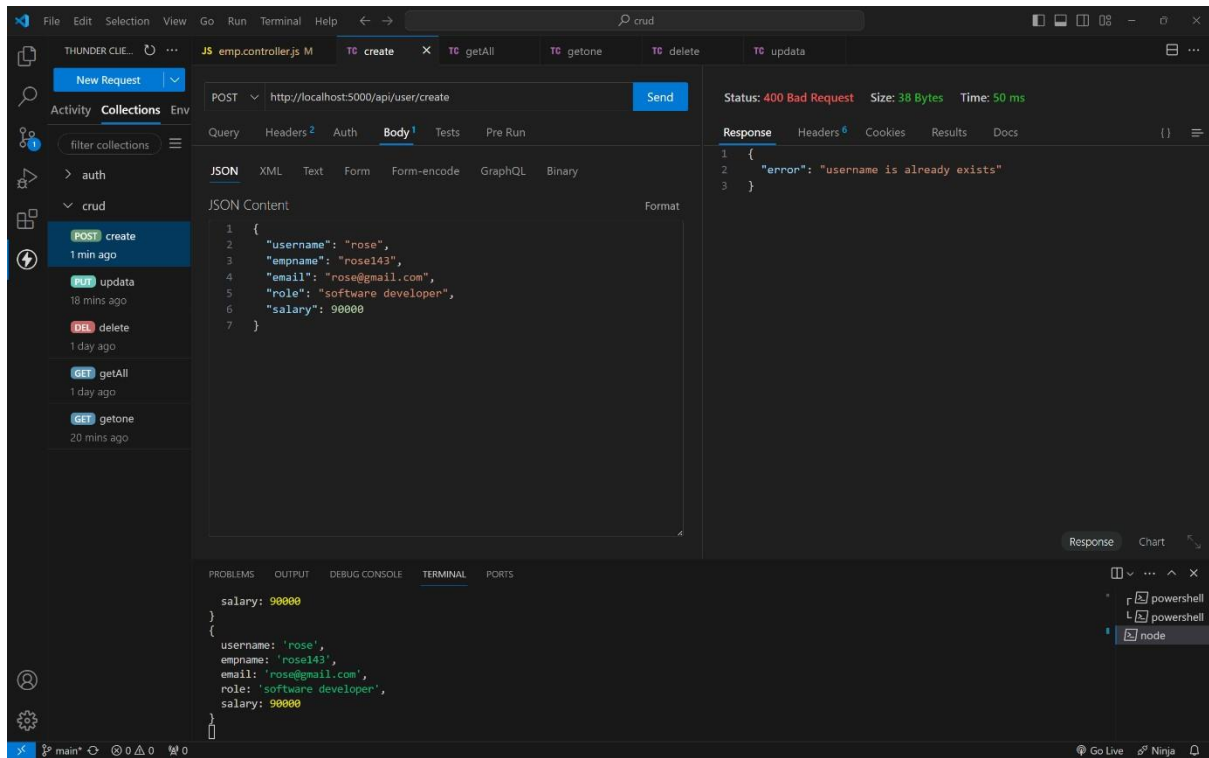 File Edit Selection View Go Run Terminal Help ← → crud
THUNDER CLIE... ···
JS emp.controller.js M TC create × TC getAll TC getone TC delete TC updata ···
New Request
Activity Collections Env
filter collections
auth
crud
POST create
1 min ago
PUT updata
18 mins ago
DEL delete
1 day ago
GET getAll
1 day ago
GET getone
20 mins ago
1
POST http://localhost:5000/api/user/create Send
Query Headers 2 Auth Body 1 Tests Pre Run
JSON XML Text Form Form-encode GraphQL Binary
JSON Content Format
1 {
2 "username": "rose",
3 "empname": "rose143",
4 "email": "rose@gmail.com",
5 "role": "software developer",
6 "salary": 90000
7 }
Status: 400 Bad Request Size: 38 Bytes Time: 50 ms
Response Headers 6 Cookies Results Docs {}
1 {
2 "error": "username is already exists"
3 }
Response Chart
PROBLEMS OUTPUT DEBUG CONSOLE TERMINAL PORTS ···
salary: 90000
}
{
username: 'rose',
empname: 'rose143',
email: 'rose@gmail.com',
role: 'software developer',
salary: 90000
}
powershell
powershell
node
main* 0 0 0 Go Live Ninja